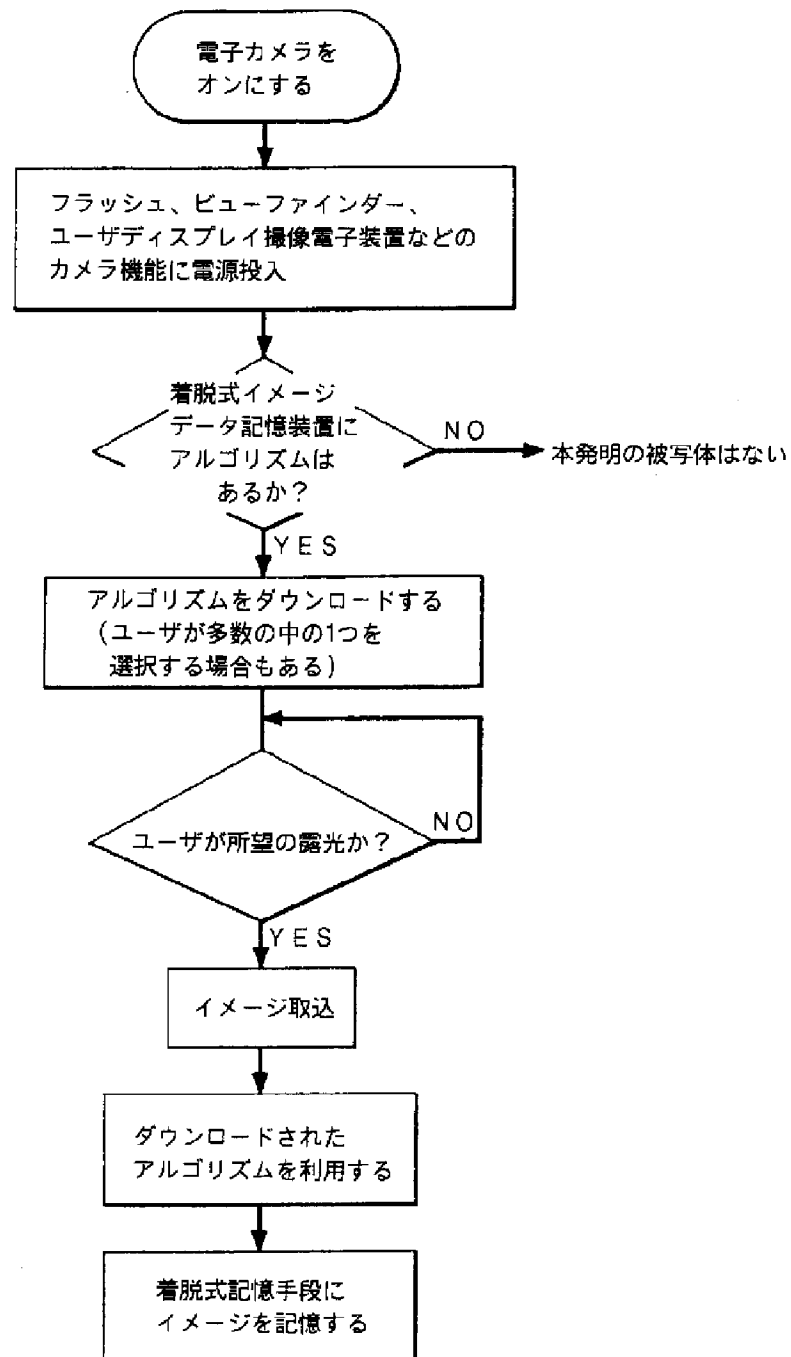 電子カメラを
オンにする
フラッシュ、ビューファインダー、
ユーザディスプレイ撮像電子装置などの
カメラ機能に電源投入
着脱式イメージ
データ記憶装置に
アルゴリズムは
あるか?
NO
本発明の被写体はない
YES
アルゴリズムをダウンロードする
(ユーザが多数の中の1つを
選択する場合もある)
ユーザが所望の露光か?
NO
YES
イメージ取込
ダウンロードされた
アルゴリズムを利用する
着脱式記憶手段に
イメージを記憶する